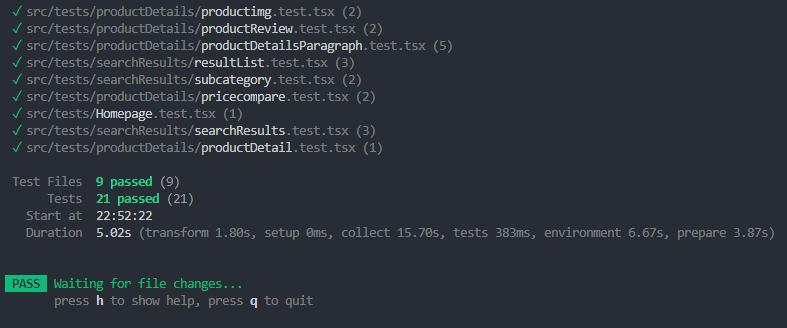 ✓ src/tests/productDetails/productimg.test.tsx (2)
✓ src/tests/productDetails/productReview.test.tsx (2)
✓ src/tests/productDetails/productDetailsParagraph.test.tsx (5)
✓ src/tests/searchResults/resultList.test.tsx (3)
✓ src/tests/searchResults/subcategory.test.tsx (2)
✓ src/tests/productDetails/pricecompare.test.tsx (2)
✓ src/tests/Homepage.test.tsx (1)
✓ src/tests/searchResults/searchResults.test.tsx (3)
✓ src/tests/productDetails/productDetail.test.tsx (1)
Test Files 9 passed (9)
Tests 21 passed (21)
Start at 22:52:22
Duration 5.02s (transform 1.80s, setup 0ms, collect 15.70s, tests 383ms, environment 6.67s, prepare 3.87s)
PASS Waiting for file changes...
press h to show help, press q to quit